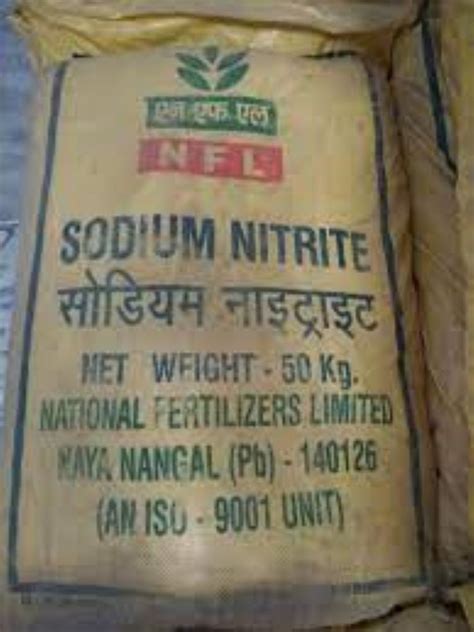 एन एफ एल
NFL
SODIUM NITRITE
सोडियम नाइट्राइट
NET WEIGHT - 50 Kg.
NATIONAL FERTILIZERS LIMITED
NAYA NANGAL (Pb) - 140126
(AN ISO - 9001 UNIT)